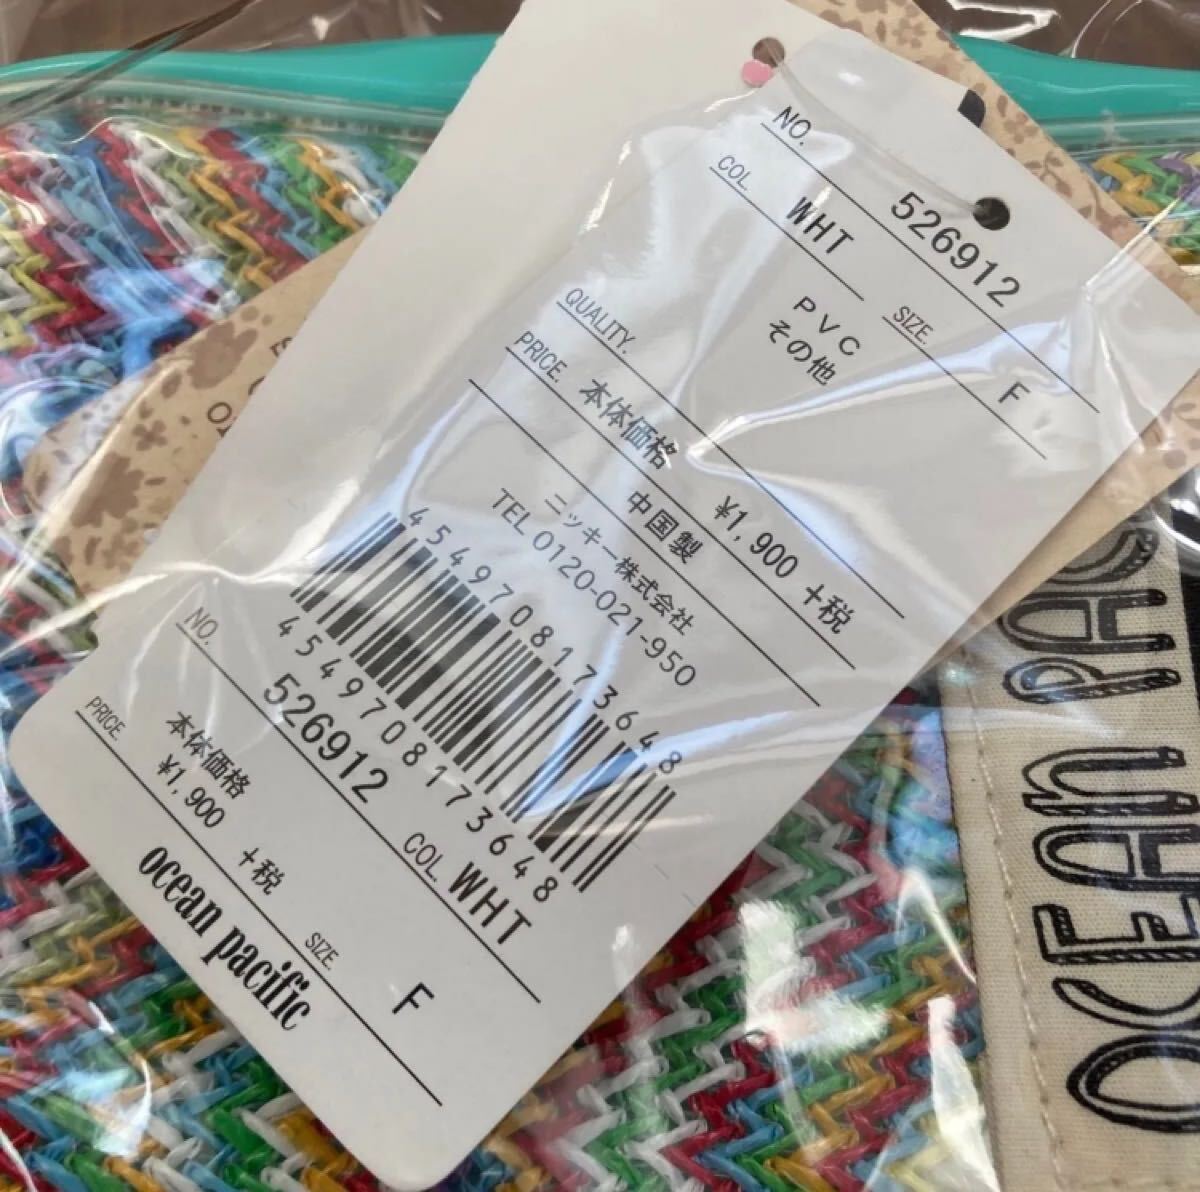 NO. 526912
COL. WHT SIZE. F
QUALITY. PVC
その他
PRICE. 本体価格 ¥1,900 +税
中国製
ニッキー株式会社
TEL 0120-021-950
4549708173648
4549708173648
NO. 526912 COL. WHT
PRICE. 本体価格
¥1,900 +税 SIZE. F
ocean pacific
OCEAN PAC